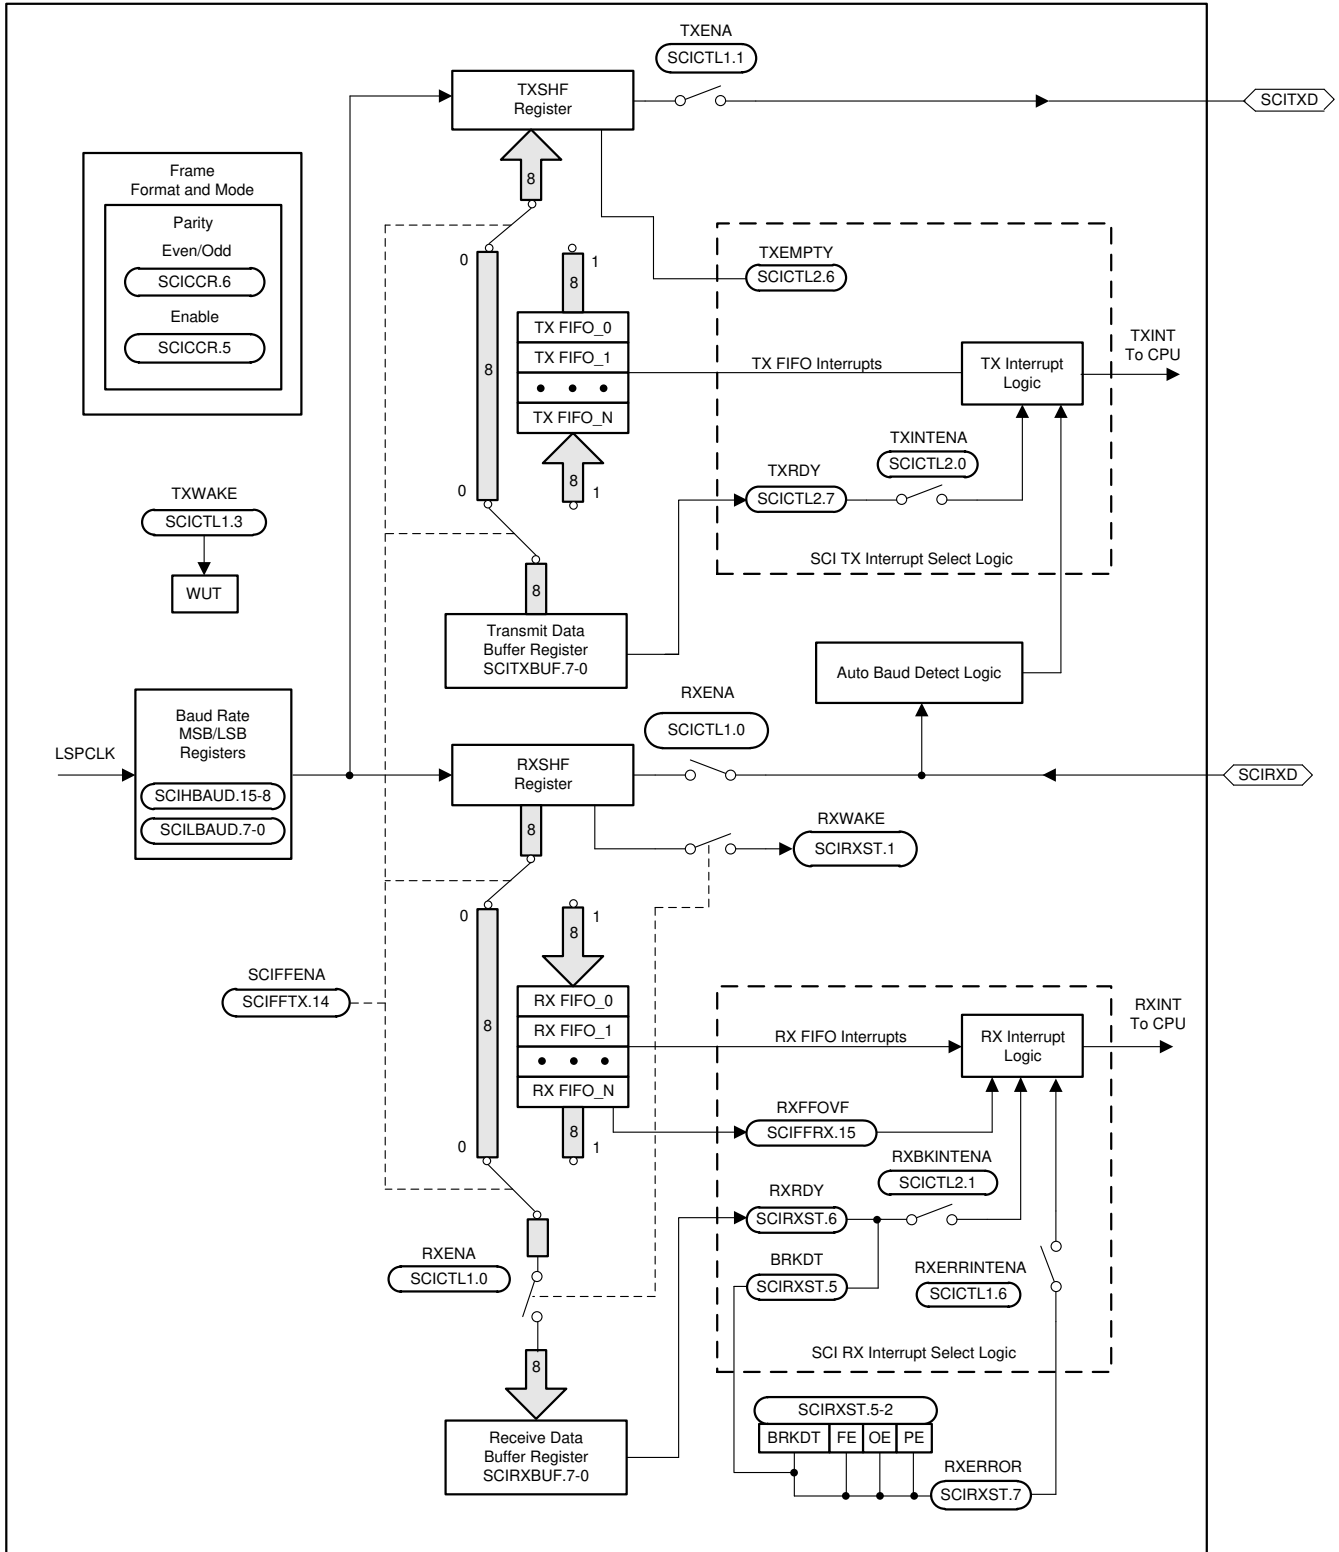 TXENA
SCICTL1.1
TXSHF
Register
SCITXD
Frame
Format and Mode
Parity
Even/Odd
SCICCR.6
Enable
SCICCR.5
8
0
1
8
TXEMPTY
SCICTL2.6
TX FIFO_0
TX FIFO_1
TX FIFO_N
8
TX FIFO Interrupts
TX Interrupt
Logic
TXINT
To CPU
TXINTENA
SCICTL2.0
TXRDY
SCICTL2.7
0
8
1
SCI TX Interrupt Select Logic
TXWAKE
SCICTL1.3
WUT
8
Transmit Data
Buffer Register
SCITXBUF.7-0
Auto Baud Detect Logic
RXENA
SCICTL1.0
LSPCLK
Baud Rate
MSB/LSB
Registers
SCIHBAUD.15-8
SCILBAUD.7-0
RXSHF
Register
SCIRXD
8
RXWAKE
SCIRXST.1
0
1
8
SCIFFENA
SCIFFTX.14
RX FIFO_0
RX FIFO_1
RX FIFO_N
8
RX FIFO Interrupts
RX Interrupt
Logic
RXINT
To CPU
RXFFOVF
SCIFFRX.15
0
8
1
RXBKINTENA
SCICTL2.1
RXRDY
SCIRXST.6
BRKDT
SCIRXST.5
RXERRINTENA
SCICTL1.6
RXENA
SCICTL1.0
SCI RX Interrupt Select Logic
8
SCIRXST.5-2
BRKDT FE OE PE
RXERROR
SCIRXST.7
Receive Data
Buffer Register
SCIRXBUF.7-0